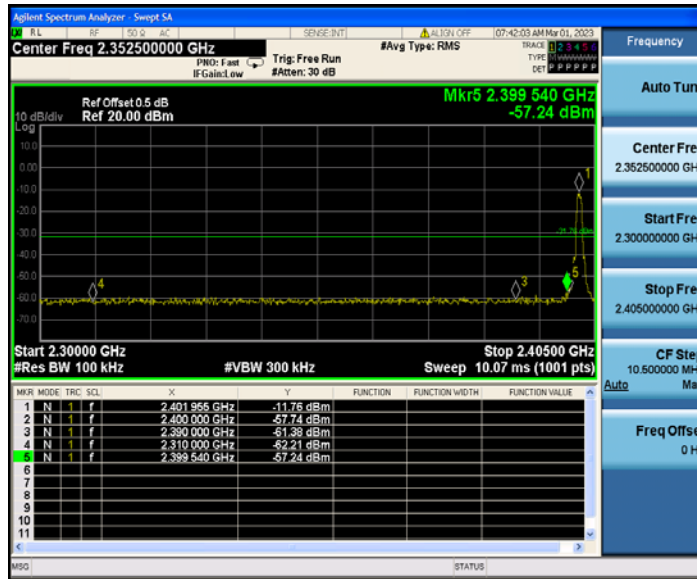 Agilent Spectrum Analyzer - Swept SA
RL RF 50 Ω AC SENSE:INT ALIGN OFF 07:42:03 AM Mar 01, 2023
Center Freq 2.352500000 GHz #Avg Type: RMS TRACE 1 2 3 4 5 6
PNO: Fast Trig: Free Run TYPE
IFGain:Low #Atten: 30 dB DET P P P P P P
Mkr5 2.399 540 GHz
Ref Offset 0.5 dB
10 dB/div Ref 20.00 dBm -57.24 dBm
Log
10.0
0.00
1
-10.0
-20.0
-31.76 dBm
-30.0
-40.0
-50.0
4 3 5
-60.0
-70.0
Start 2.30000 GHz Stop 2.40500 GHz
#Res BW 100 kHz #VBW 300 kHz Sweep 10.07 ms (1001 pts)
MKR MODE TRC SCL X Y FUNCTION FUNCTION WIDTH FUNCTION VALUE
1 N 1 f 2.401 955 GHz -11.76 dBm
2 N 1 f 2.400 000 GHz -57.74 dBm
3 N 1 f 2.390 000 GHz -61.38 dBm
4 N 1 f 2.310 000 GHz -62.21 dBm
5 N 1 f 2.399 540 GHz -57.24 dBm
6
7
8
9
10
11
MSG STATUS
Frequency
Auto Tun
Center Fre
2.352500000 GH
Start Fre
2.300000000 GH
Stop Fre
2.405000000 GH
CF Ste
10.500000 MH
Auto Ma
Freq Offse
0 H